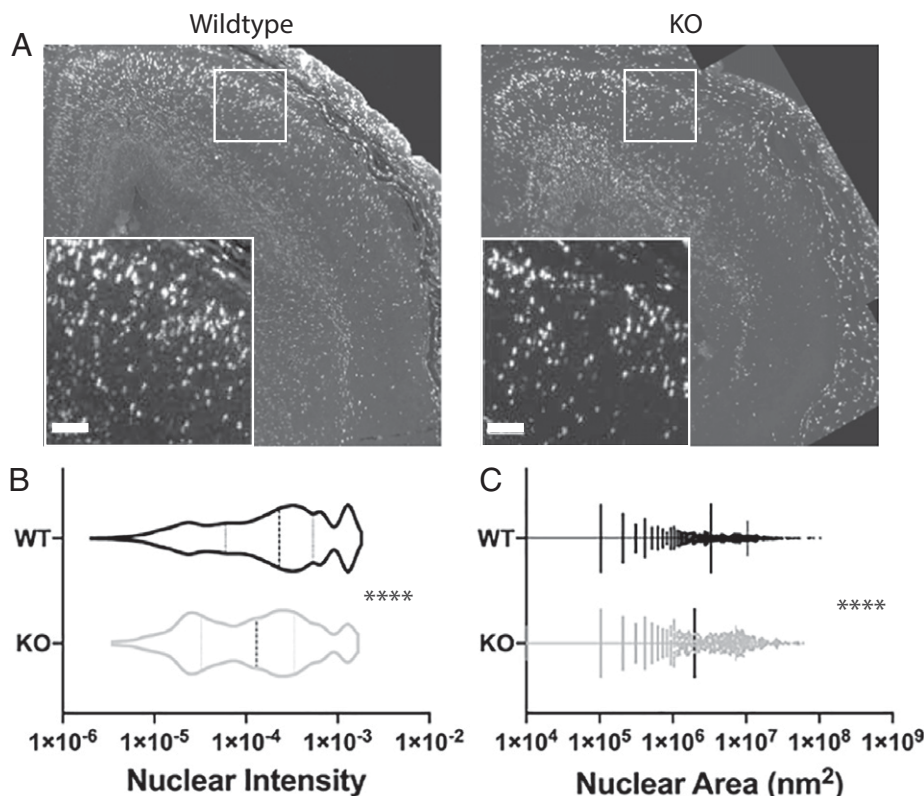 Wildtype KO
A
B C
WT WT
**** ****
KO KO
1×10⁻⁶ 1×10⁻⁵ 1×10⁻⁴ 1×10⁻³ 1×10⁻² 1×10⁴ 1×10⁵ 1×10⁶ 1×10⁷ 1×10⁸ 1×10⁹
Nuclear Intensity Nuclear Area (nm²)